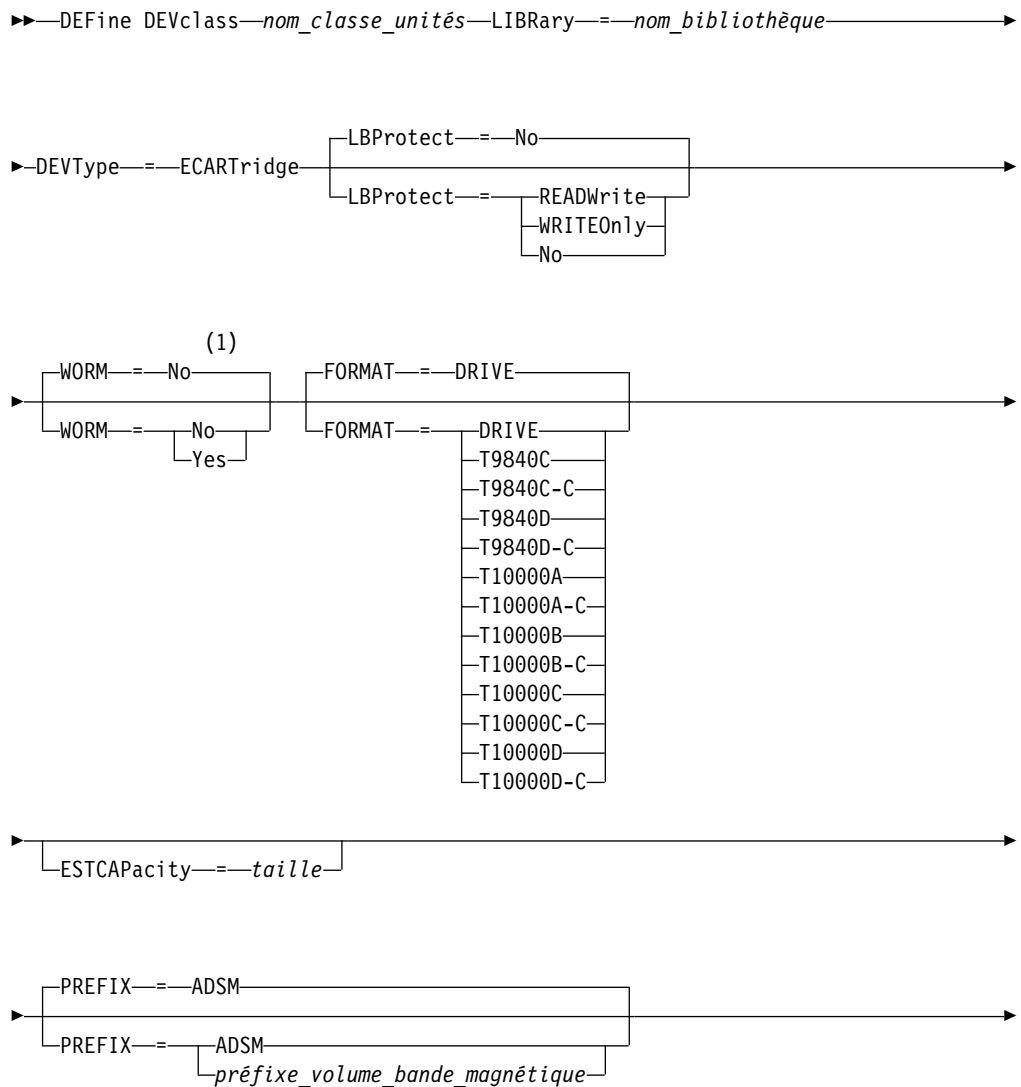 DEFine DEVclass nom_classe_unités LIBRary = nom_bibliothèque
LBProtect = No
DEVType = ECARTridge
LBProtect = READWrite
WRITEOnly
No
(1)
WORM = No FORMAT = DRIVE
WORM = No FORMAT = DRIVE
Yes T9840C
T9840C-C
T9840D
T9840D-C
T10000A
T10000A-C
T10000B
T10000B-C
T10000C
T10000C-C
T10000D
T10000D-C
ESTCAPacity = taille
PREFIX = ADSM
PREFIX = ADSM
préfixe_volume_bande_magnétique